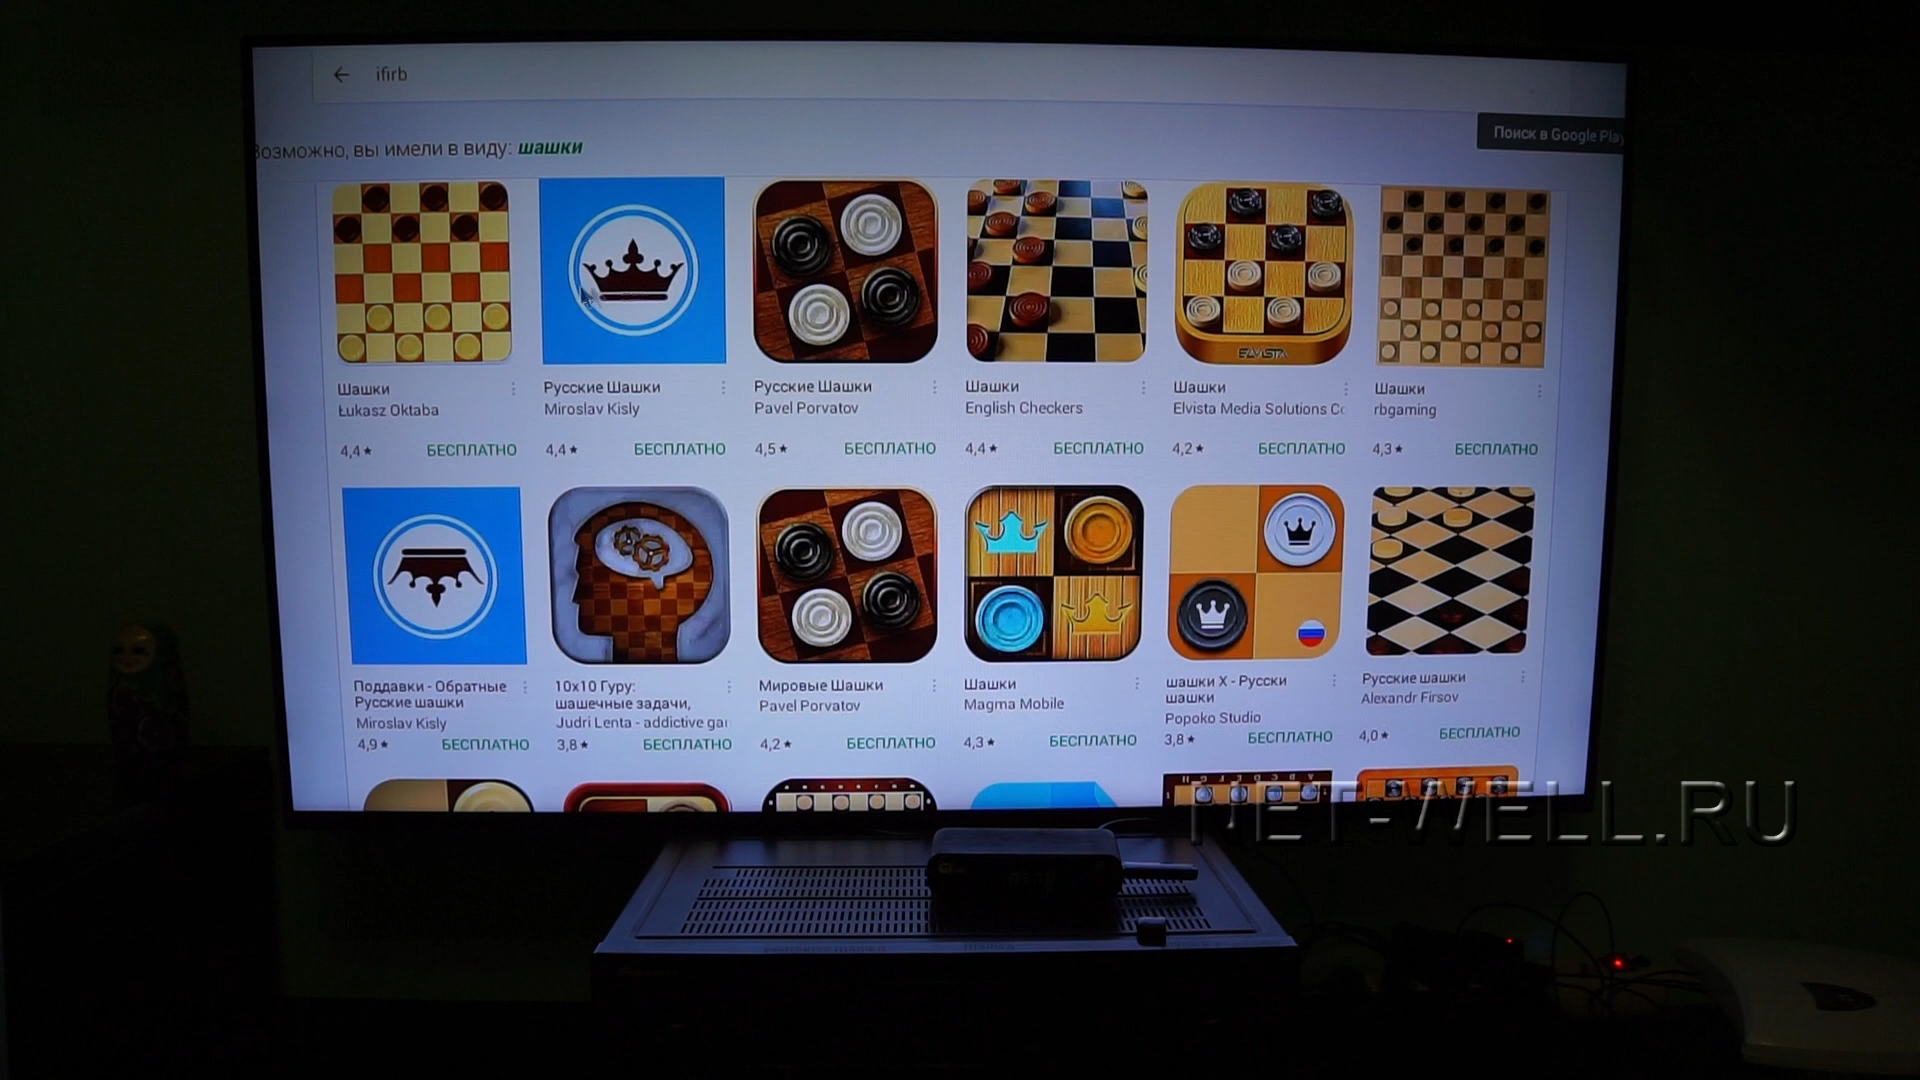 ifirb
Поиск в Google Play
Возможно, вы имели в виду: шашки
ELVISTA
Шашки
Łukasz Oktaba
4,4★ БЕСПЛАТНО
Русские Шашки
Miroslav Kisly
4,4★ БЕСПЛАТНО
Русские Шашки
Pavel Porvatov
4,5★ БЕСПЛАТНО
Шашки
English Checkers
4,4★ БЕСПЛАТНО
Шашки
Elvista Media Solutions Co
4,2★ БЕСПЛАТНО
Шашки
rbgaming
4,3★ БЕСПЛАТНО
Поддавки - Обратные
Русские шашки
Miroslav Kisly
4,9★ БЕСПЛАТНО
10x10 Гуру:
шашечные задачи,
Judri Lenta - addictive gar
3,8★ БЕСПЛАТНО
Мировые Шашки
Pavel Porvatov
4,2★ БЕСПЛАТНО
Шашки
Magma Mobile
4,3★ БЕСПЛАТНО
шашки X - Русски
шашки
Popoko Studio
3,8★ БЕСПЛАТНО
Русские шашки
Alexandr Firsov
4,0★ БЕСПЛАТНО
NET-WELL.RU